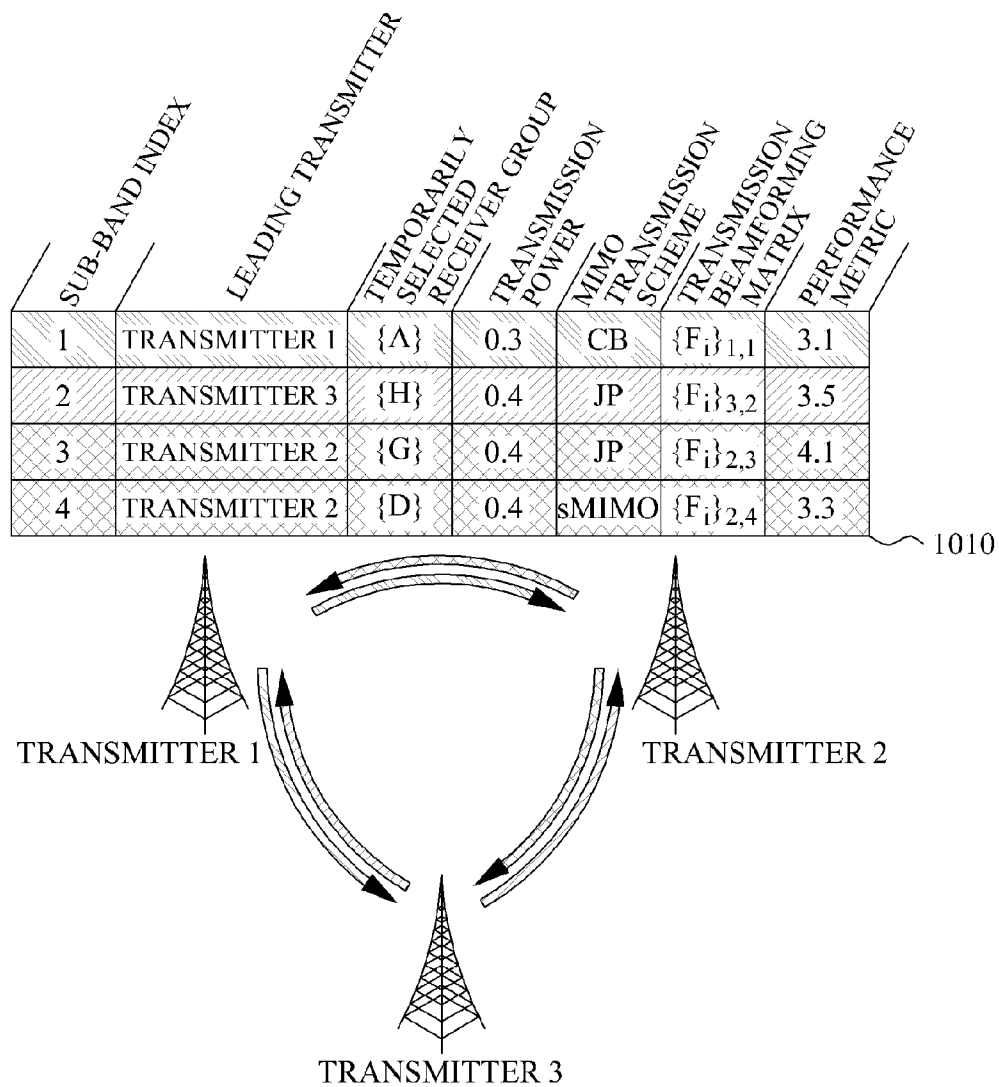 SUB-BAND INDEX
LEADING TRANSMITTER
TEMPORARILY
SELECTED
RECEIVER GROUP
TRANSMISSION
POWER
MIMO
TRANSMISSION
SCHEME
TRANSMISSION
BEAMFORMING
MATRIX
PERFORMANCE
METRIC
1 TRANSMITTER 1 {A} 0.3 CB {Fi}1,1 3.1
2 TRANSMITTER 3 {H} 0.4 JP {Fi}3,2 3.5
3 TRANSMITTER 2 {G} 0.4 JP {Fi}2,3 4.1
4 TRANSMITTER 2 {D} 0.4 sMIMO {Fi}2,4 3.3
1010
TRANSMITTER 1
TRANSMITTER 2
TRANSMITTER 3